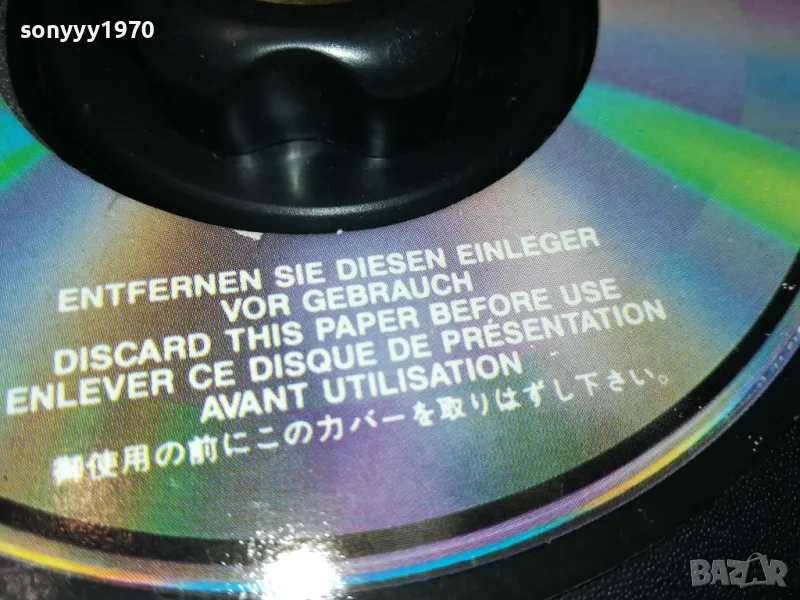 sonyyy1970
ENTFERNEN SIE DIESEN EINLEGER
VOR GEBRAUCH
DISCARD THIS PAPER BEFORE USE
ENLEVER CE DISQUE DE PRÉSENTATION
AVANT UTILISATION
御使用の前にこのカバーを取りはずし下さい。
BAZAR